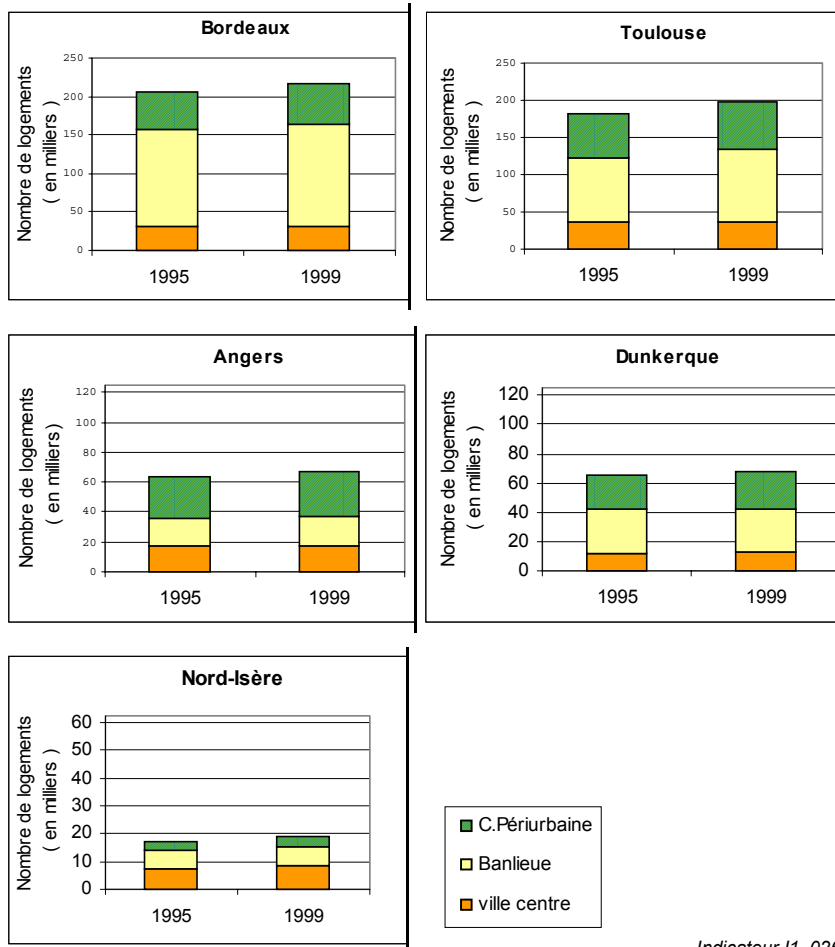 Bordeaux
Nombre de logements
( en milliers )
250
200
150
100
50
0
1995
1999
Toulouse
Nombre de logements
( en milliers )
250
200
150
100
50
0
1995
1999
Angers
Nombre de logements
( en milliers)
120
100
80
60
40
20
0
1995
1999
Dunkerque
Nombre de logements
( en milliers )
120
100
80
60
40
20
0
1995
1999
Nord-Isère
Nombre de logements
( en milliers )
60
50
40
30
20
10
0
1995
1999
C.Périurbaine
Banlieue
ville centre